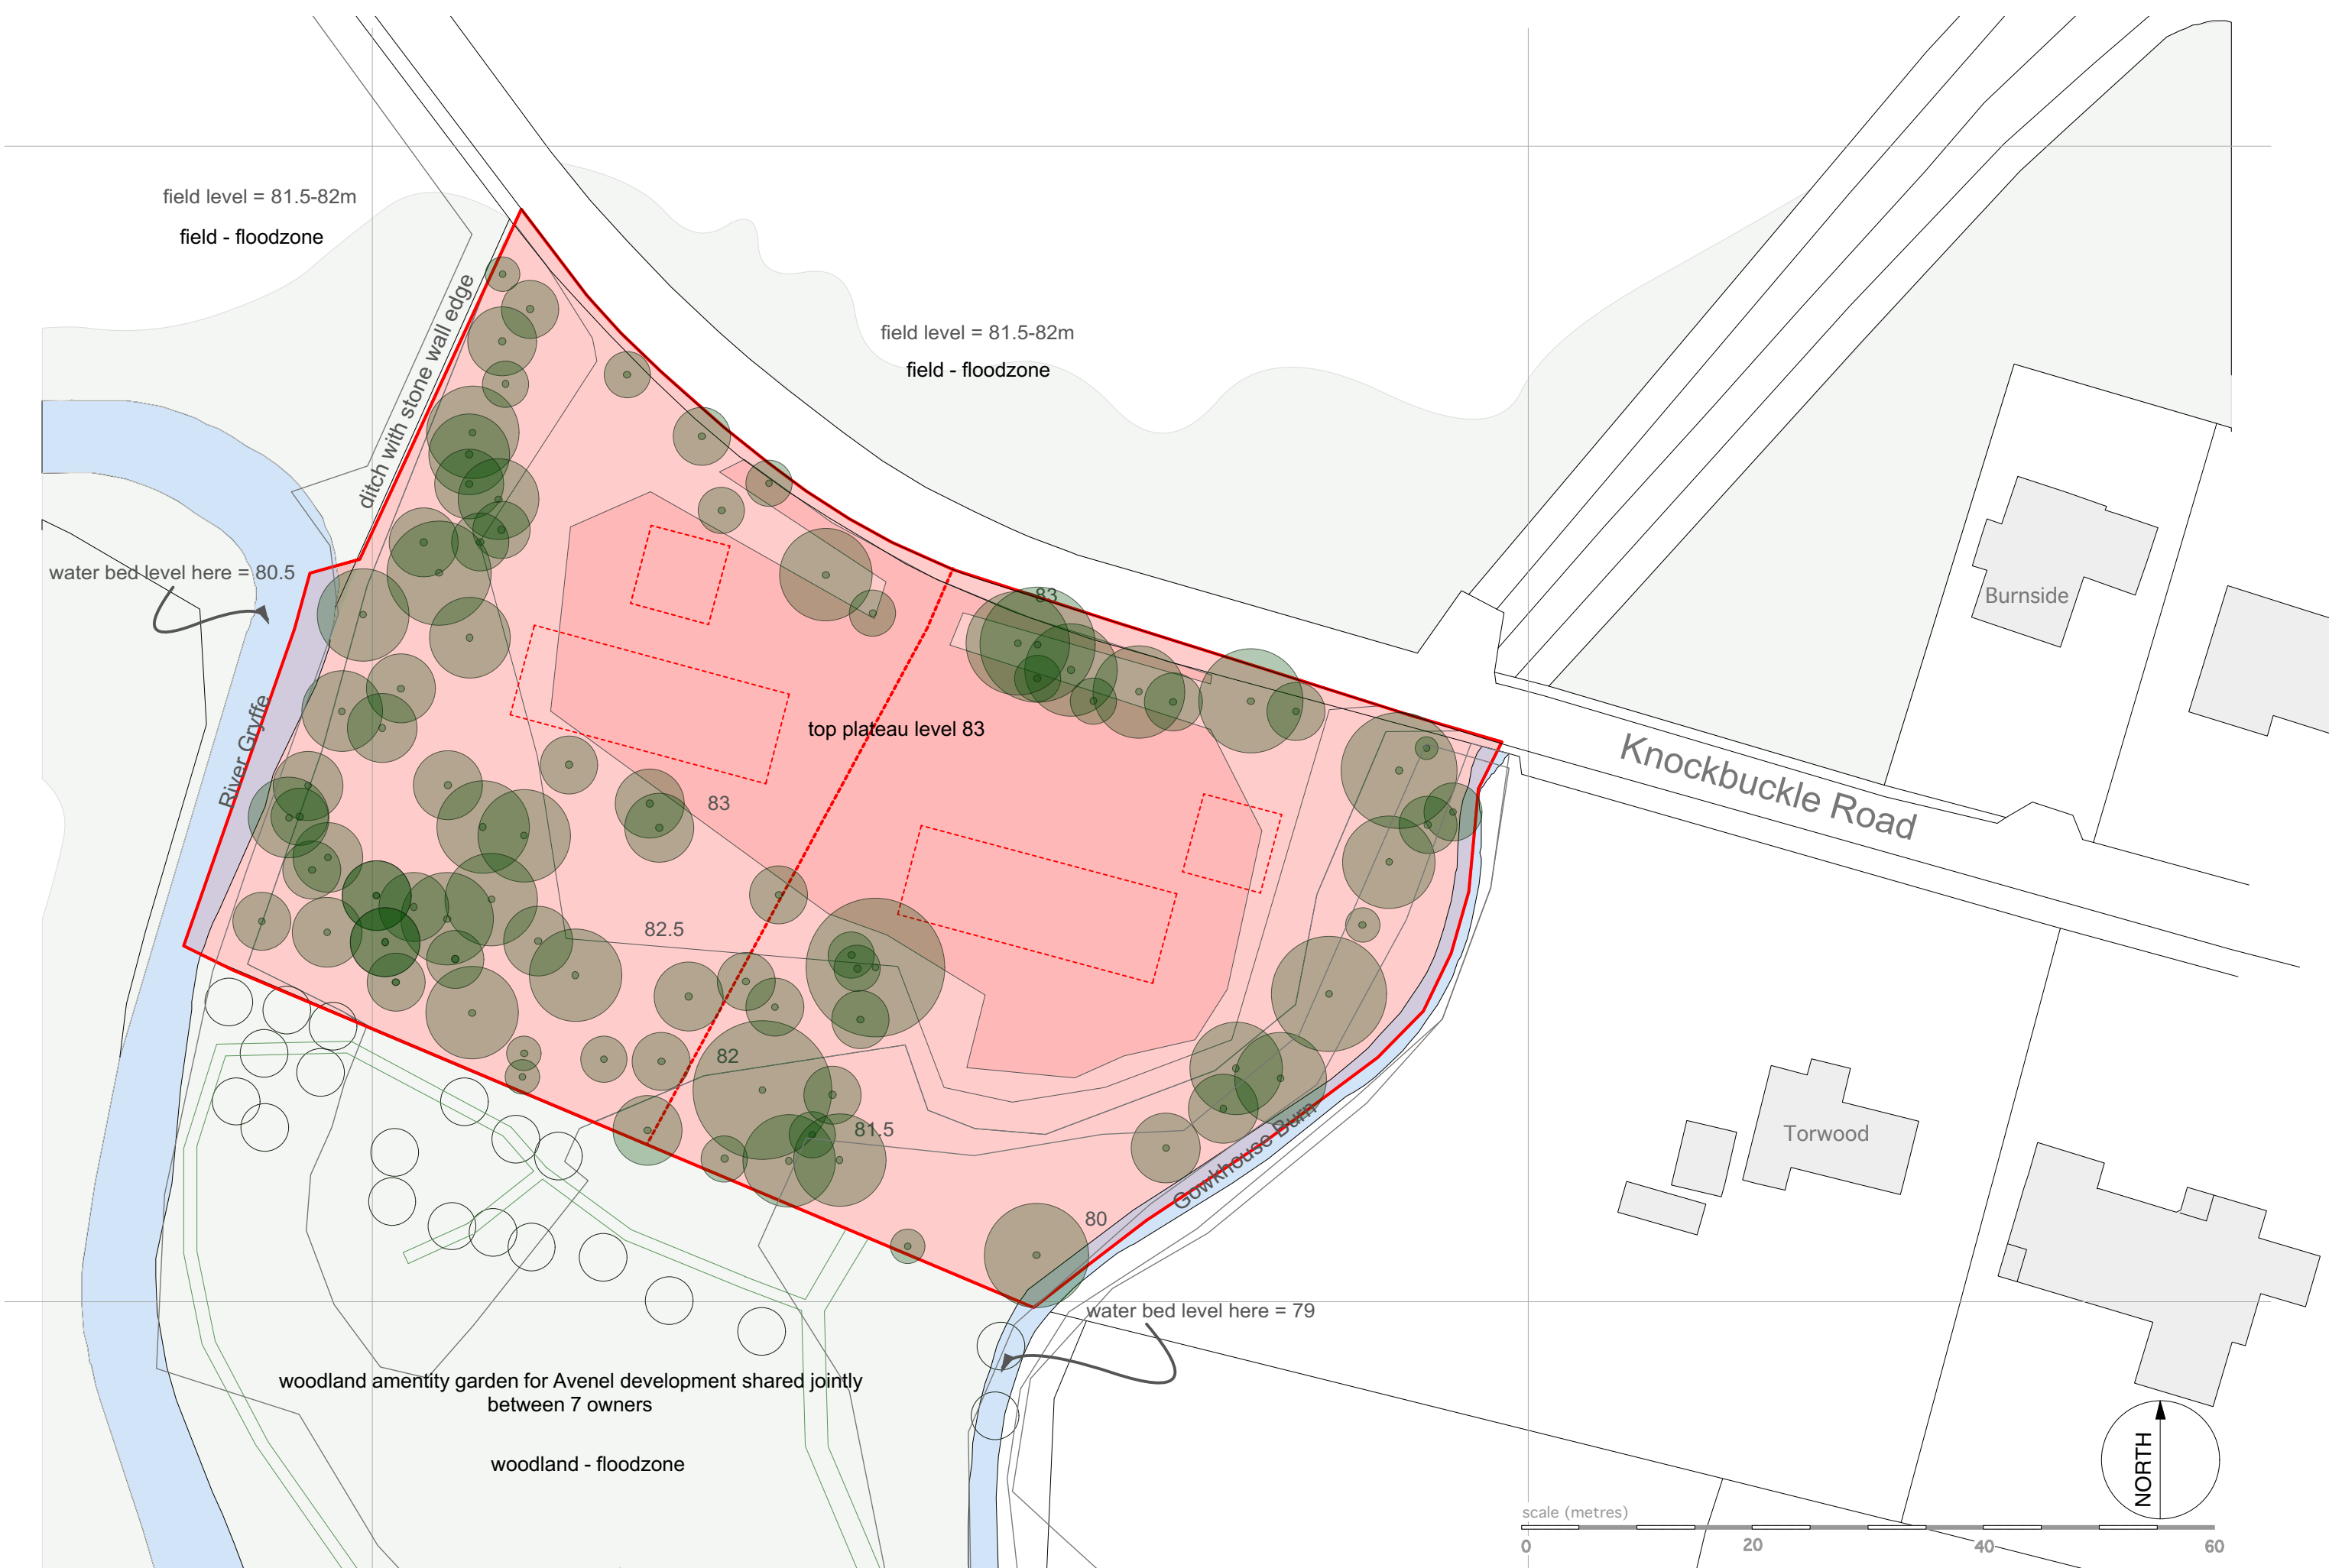 field level = 81.5-82m
field - floodzone
ditch with stone wall edge
field level = 81.5-82m
field - floodzone
water bed level here = 80.5
83
Burnside
River Gryffe
top plateau level 83
Knockbuckle Road
83
82.5
82
81.5
Torwood
Gowkhouse Burn
80
water bed level here = 79
woodland amentity garden for Avenel development shared jointly
between 7 owners
woodland - floodzone
NORTH
scale (metres)
0 20 40 60